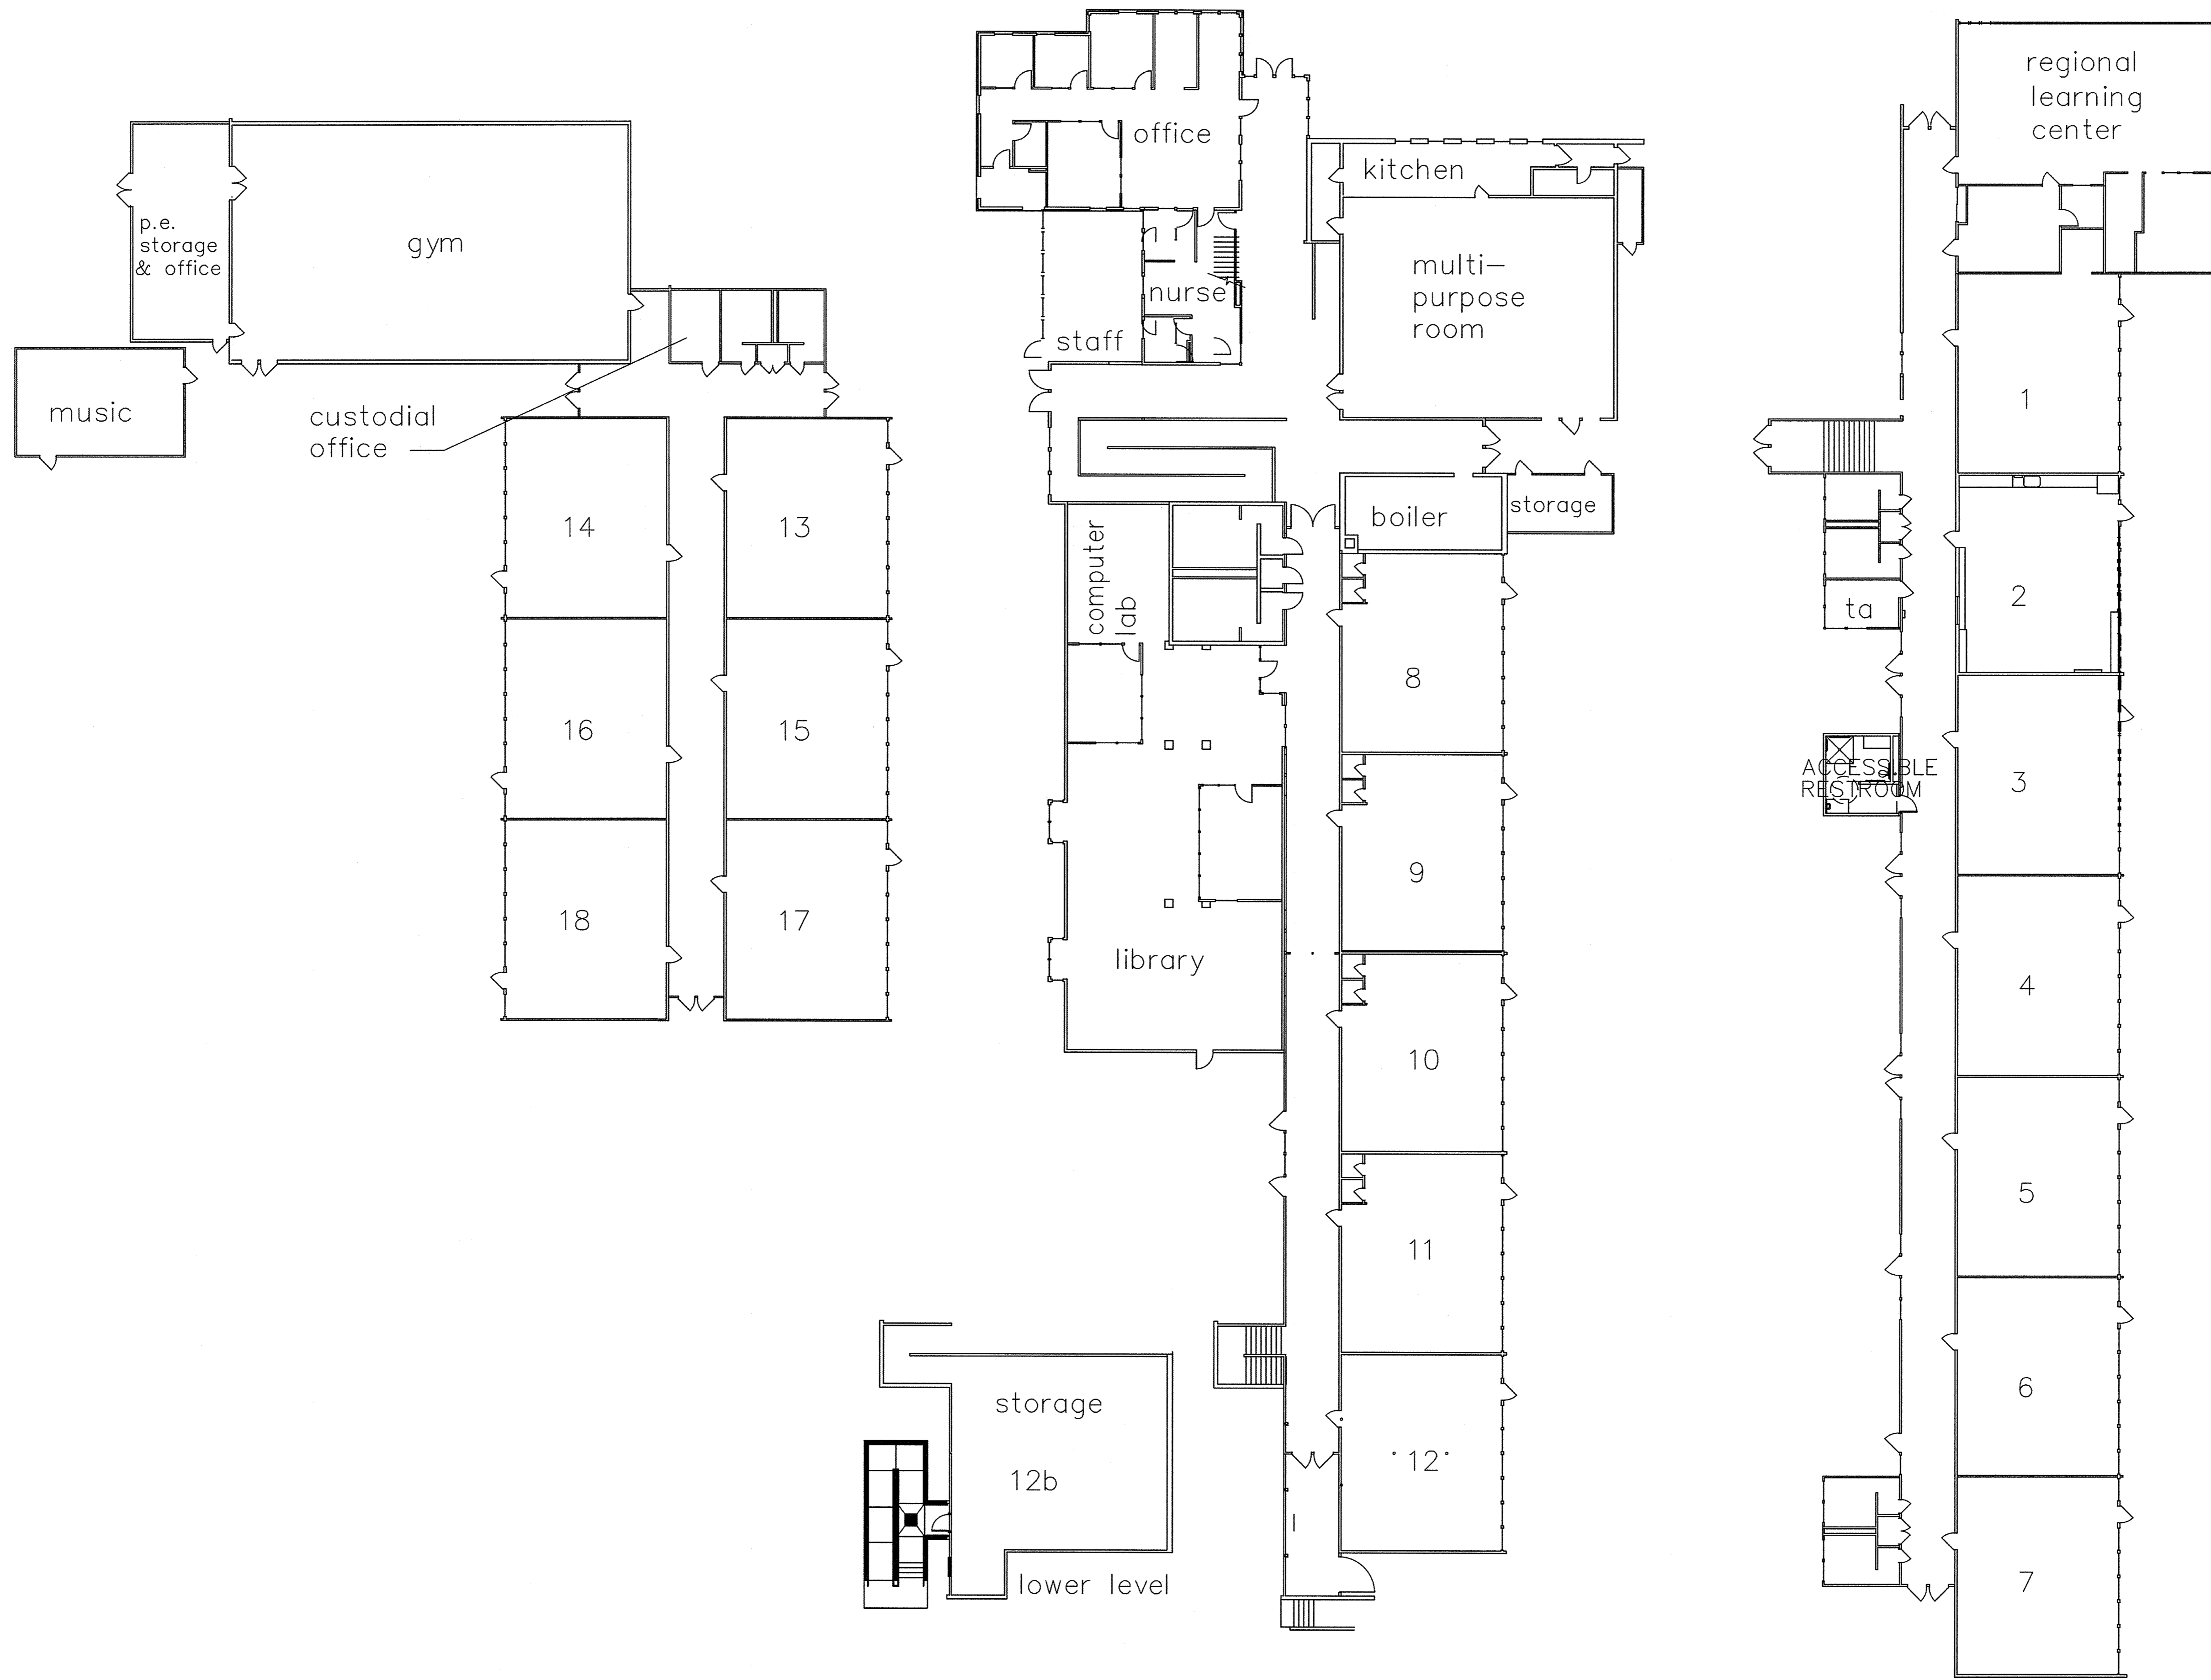 regional
learning
center
office
kitchen
p.e.
storage
& office
gym
multi-
purpose
room
nurse
staff
music
custodial
office
1
14
13
computer
lab
boiler
storage
2
ta
8
16
15
ACCESSIBLE
RESTROOM
3
9
18
17
library
4
10
5
11
6
storage
12b
12
lower level
7